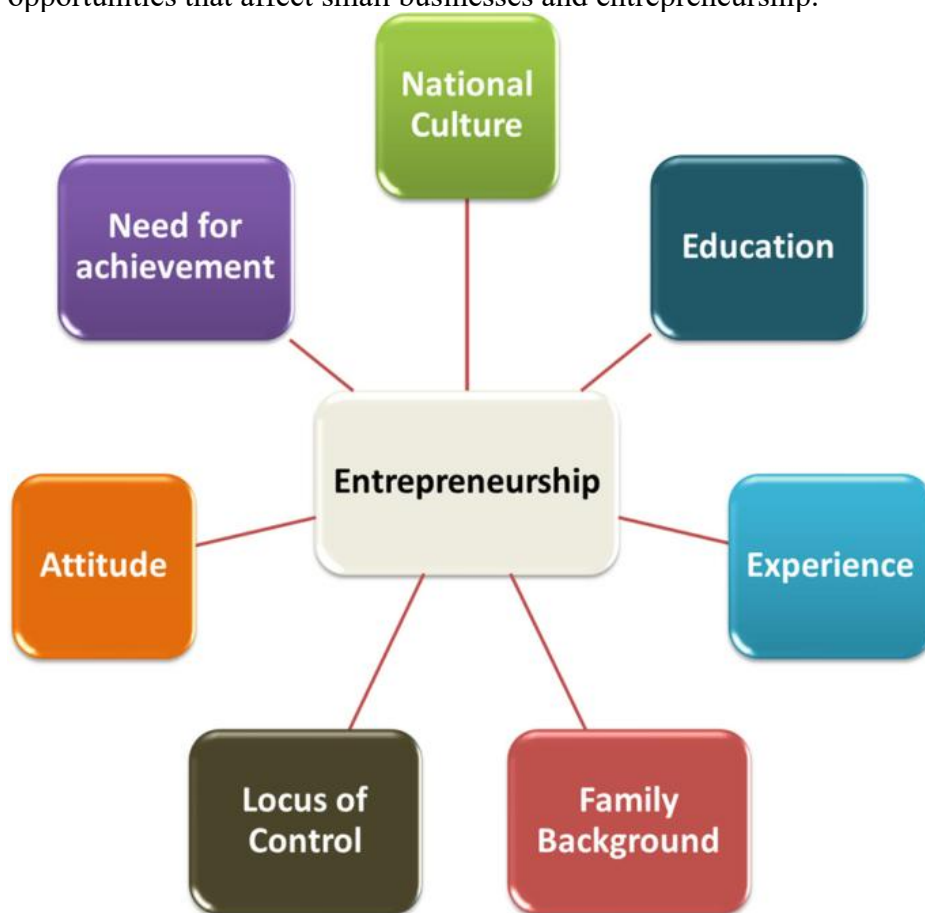 opportunities that affect small businesses and entrepreneurship.
National
Culture
Need for
achievement
Education
Entrepreneurship
Attitude
Experience
Locus of
Control
Family
Background